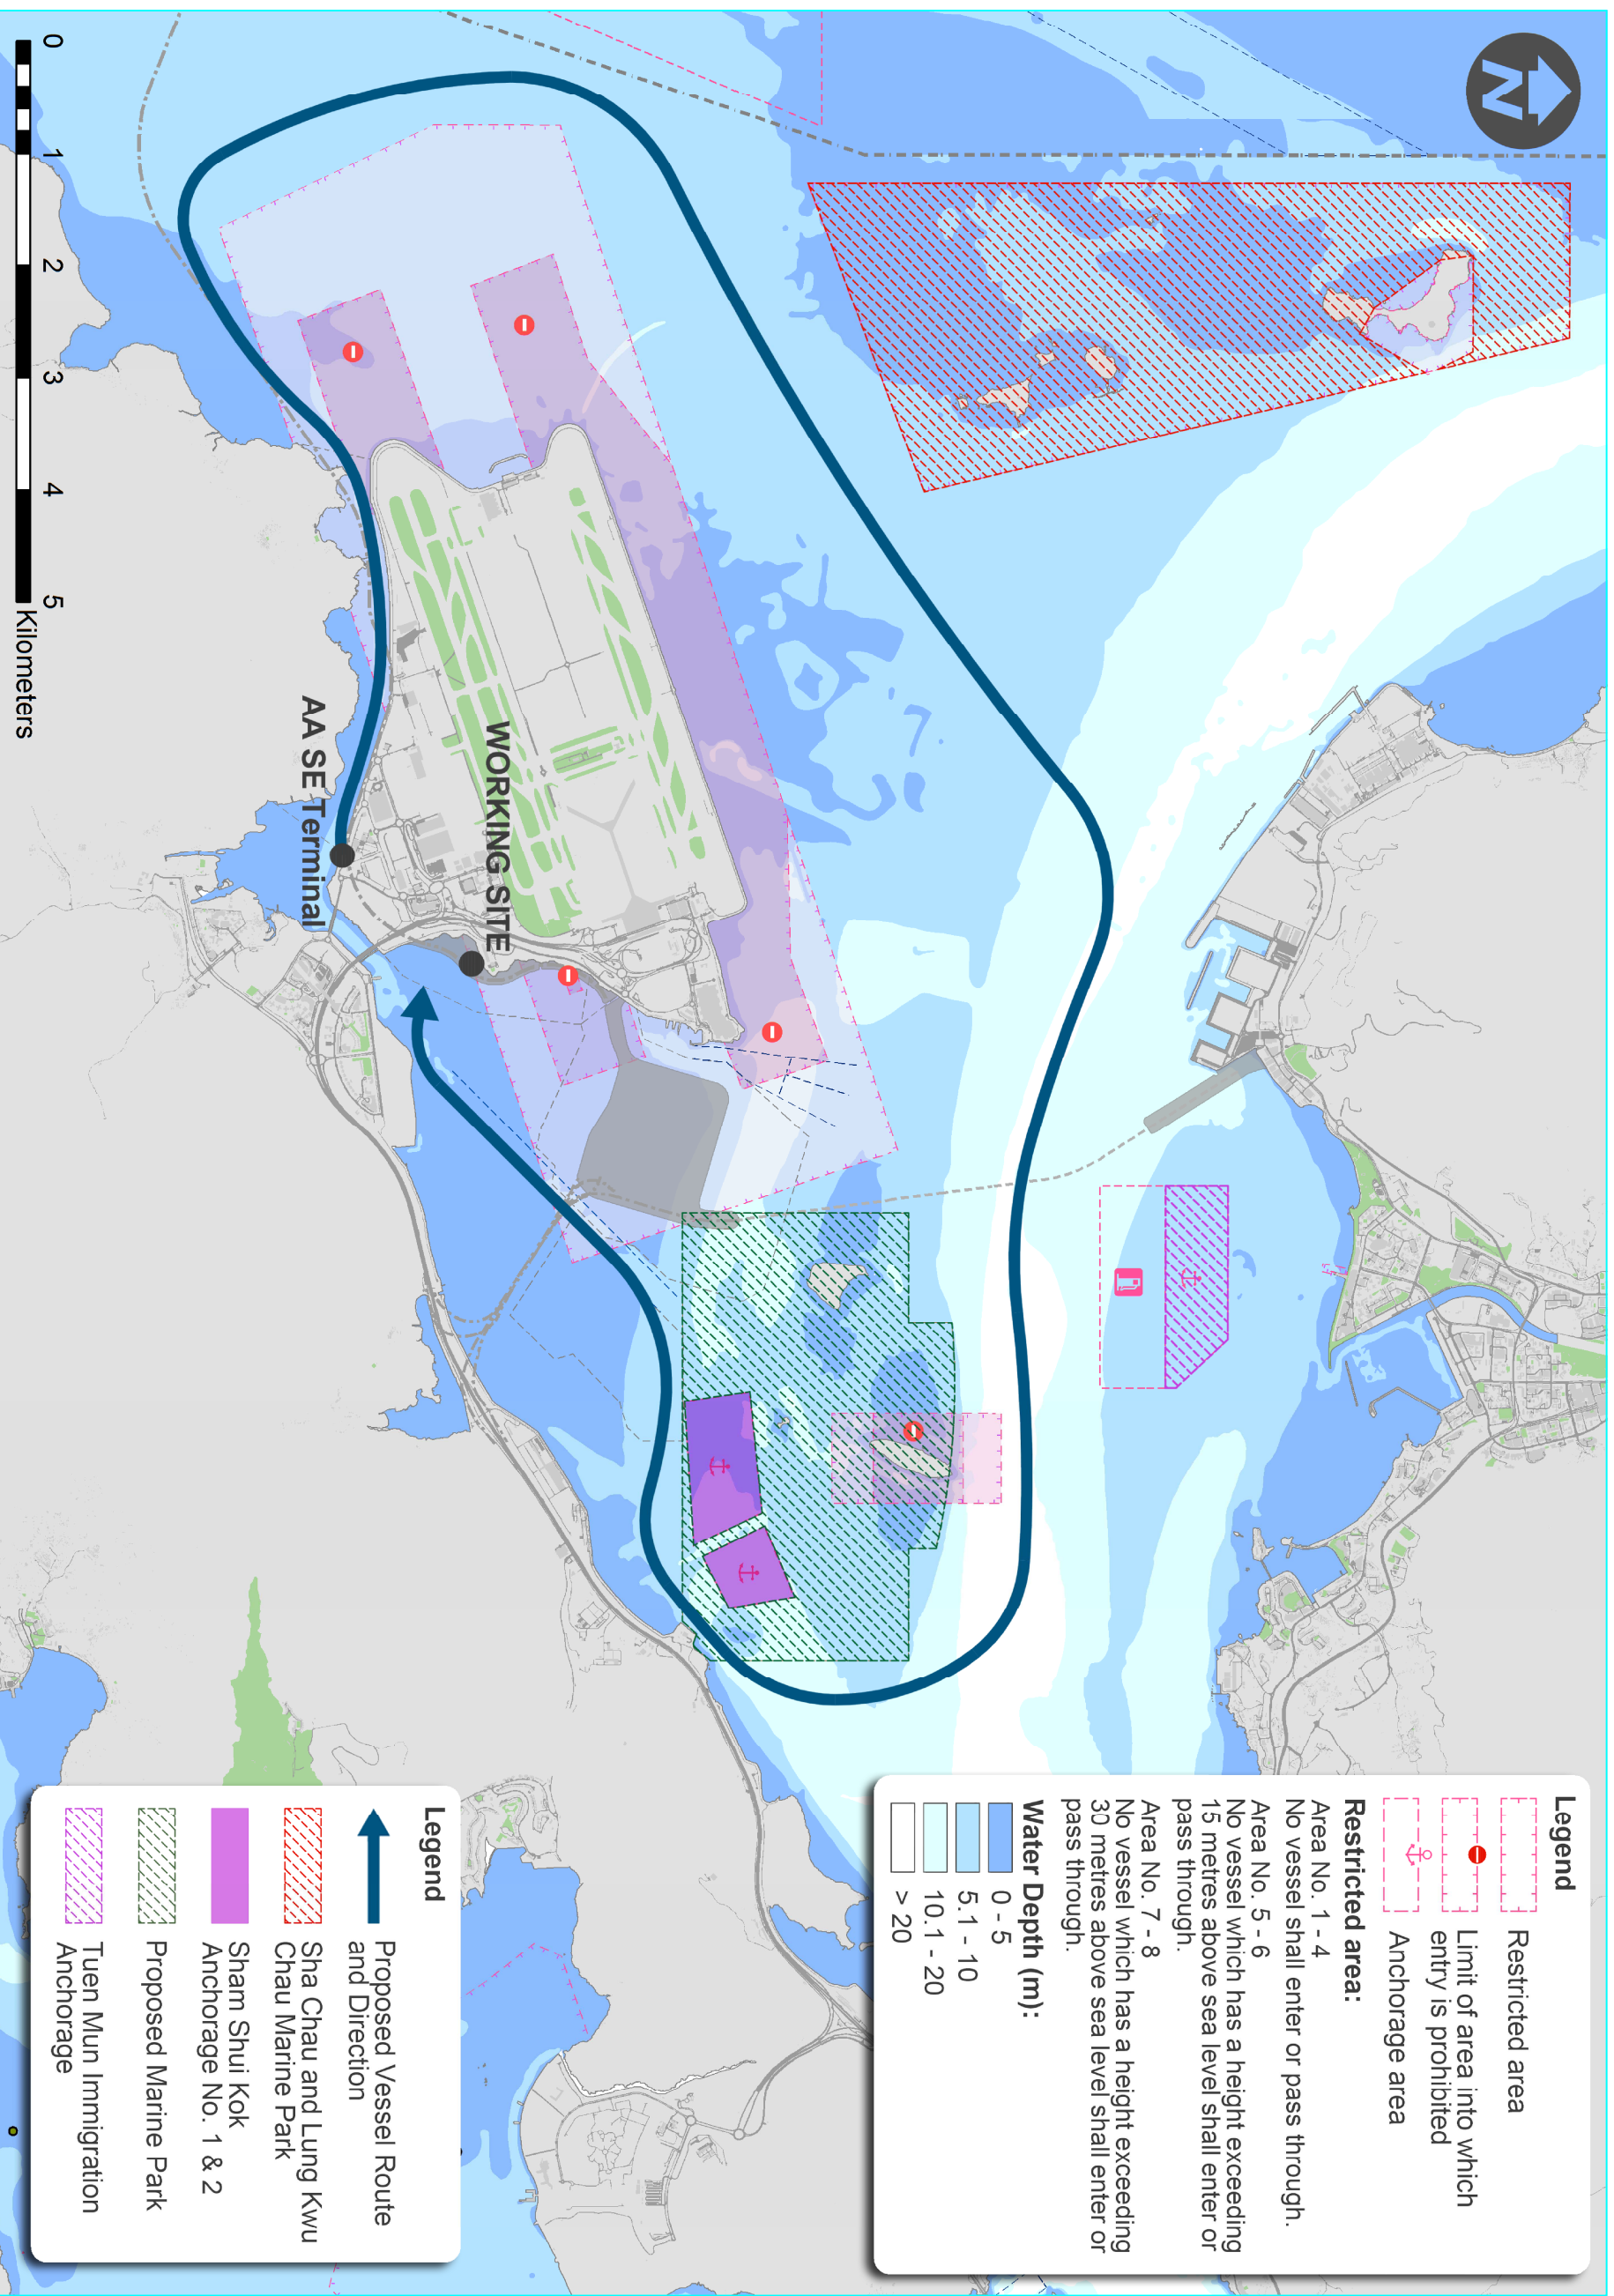 N
Legend
Restricted area
Limit of area into which
entry is prohibited
Anchorage area
Restricted area:
Area No. 1 - 4
No vessel shall enter or pass through.
Area No. 5 - 6
No vessel which has a height exceeding
15 metres above sea level shall enter or
pass through.
Area No. 7 - 8
No vessel which has a height exceeding
30 metres above sea level shall enter or
pass through.
Water Depth (m):
0 - 5
5.1 - 10
10.1 - 20
> 20
WORKING SITE
AA SE Terminal
Legend
Proposed Vessel Route
and Direction
Sha Chau and Lung Kwu
Chau Marine Park
Sham Shui Kok
Anchorage No. 1 & 2
Proposed Marine Park
Tuen Mun Immigration
Anchorage
0 1 2 3 4 5
Kilometers